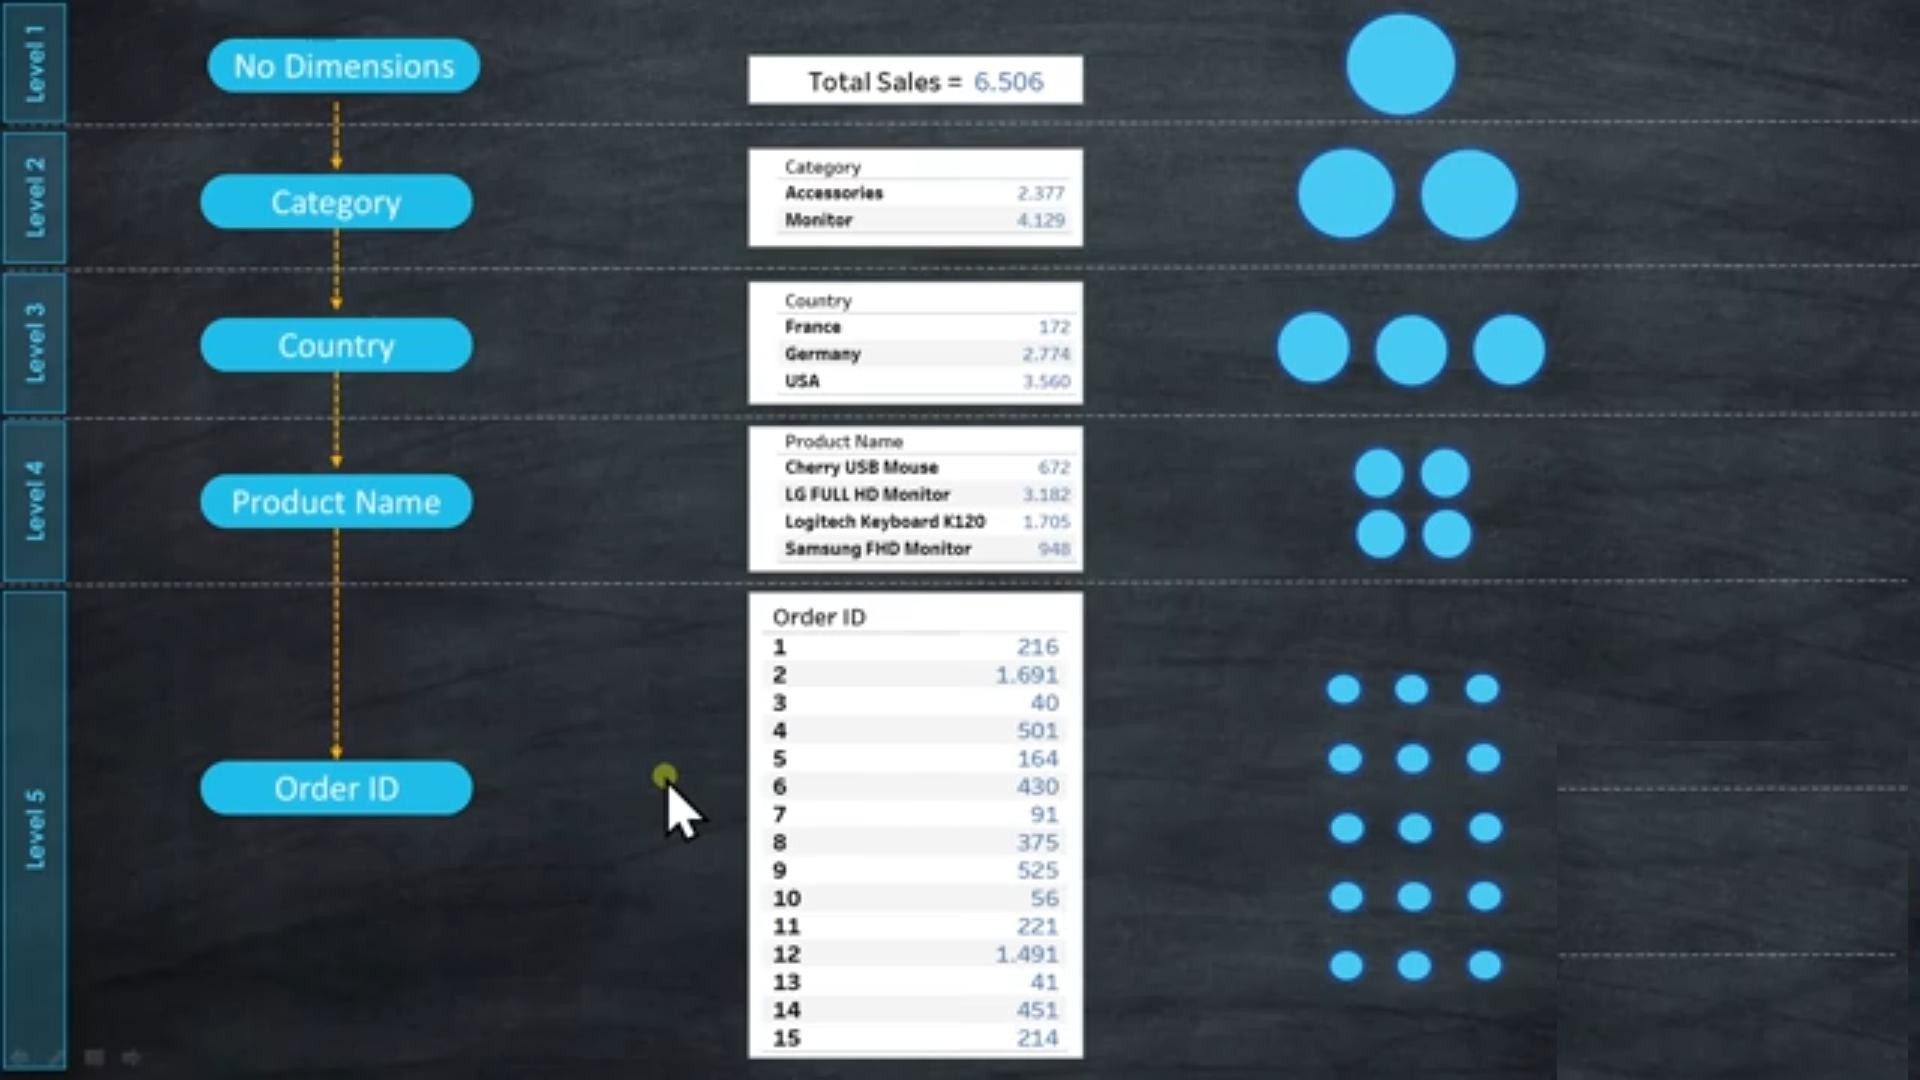 Level 1
No Dimensions
Total Sales = 6.506
Level 2
Category
Category
Accessories 2.377
Monitor 4.129
Level 3
Country
Country
France 172
Germany 2.774
USA 3.560
Level 4
Product Name
Product Name
Cherry USB Mouse 672
LG FULL HD Monitor 3.182
Logitech Keyboard K120 1.705
Samsung FHD Monitor 948
Level 5
Order ID
Order ID
1 216
2 1.691
3 40
4 501
5 164
6 430
7 91
8 375
9 525
10 56
11 221
12 1.491
13 41
14 451
15 214